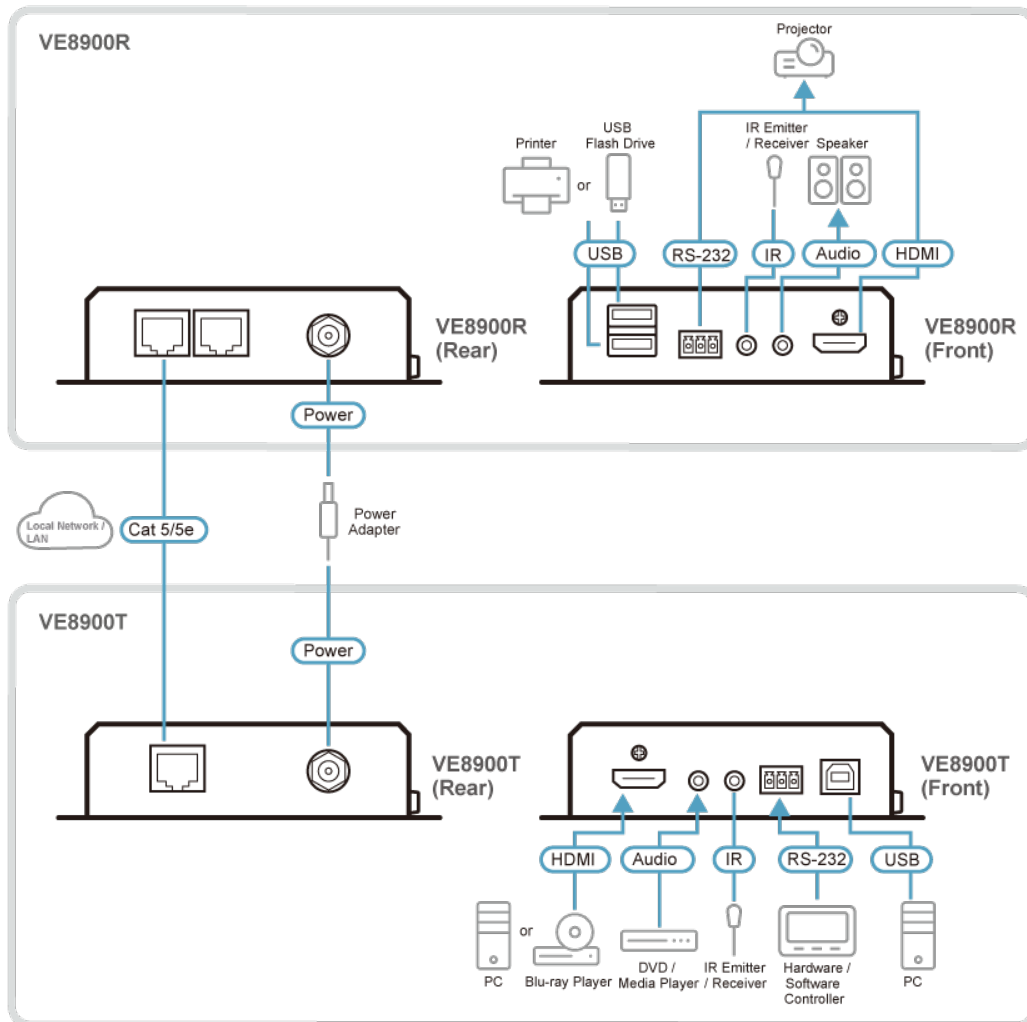 VE8900R
Projector
USB
Flash Drive
Printer
or
IR Emitter
/ Receiver
Speaker
USB
RS-232
IR
Audio
HDMI
VE8900R
(Rear)
VE8900R
(Front)
Power
Local Network /
LAN
Cat 5/5e
Power
Adapter
VE8900T
Power
VE8900T
(Rear)
VE8900T
(Front)
HDMI
Audio
IR
RS-232
USB
PC
or
Blu-ray Player
DVD /
Media Player
IR Emitter
/ Receiver
Hardware /
Software
Controller
PC